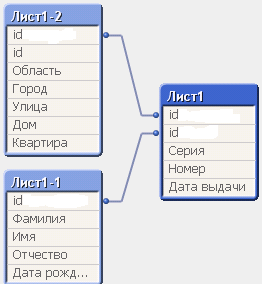 Лист1-2
id
id
Область
Город
Улица
Дом
Квартира
Лист1
id
id
Серия
Номер
Дата выдачи
Лист1-1
id
Фамилия
Имя
Отчество
Дата рожд...